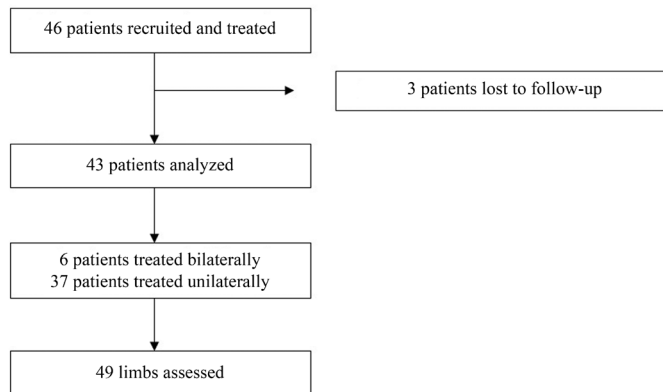 46 patients recruited and treated
3 patients lost to follow-up
43 patients analyzed
6 patients treated bilaterally
37 patients treated unilaterally
49 limbs assessed